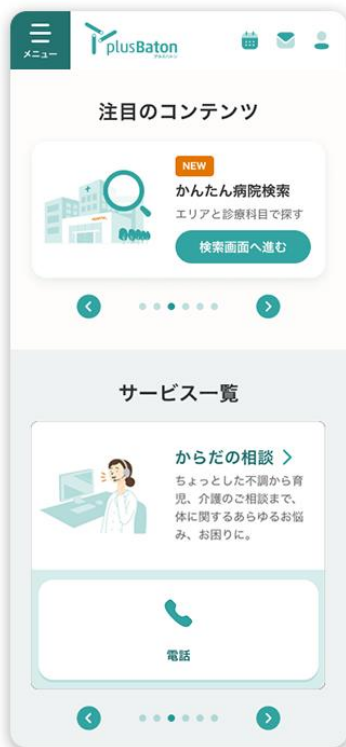 メニュー
plusBaton
注目のコンテンツ
NEW
かんたん病院検索
エリアと診療科目で探す
検索画面へ進む
サービス一覧
からだの相談
ちょっとした不調から育
児、介護のご相談まで、
体に関するあらゆるお悩
み、お困りに。
電話